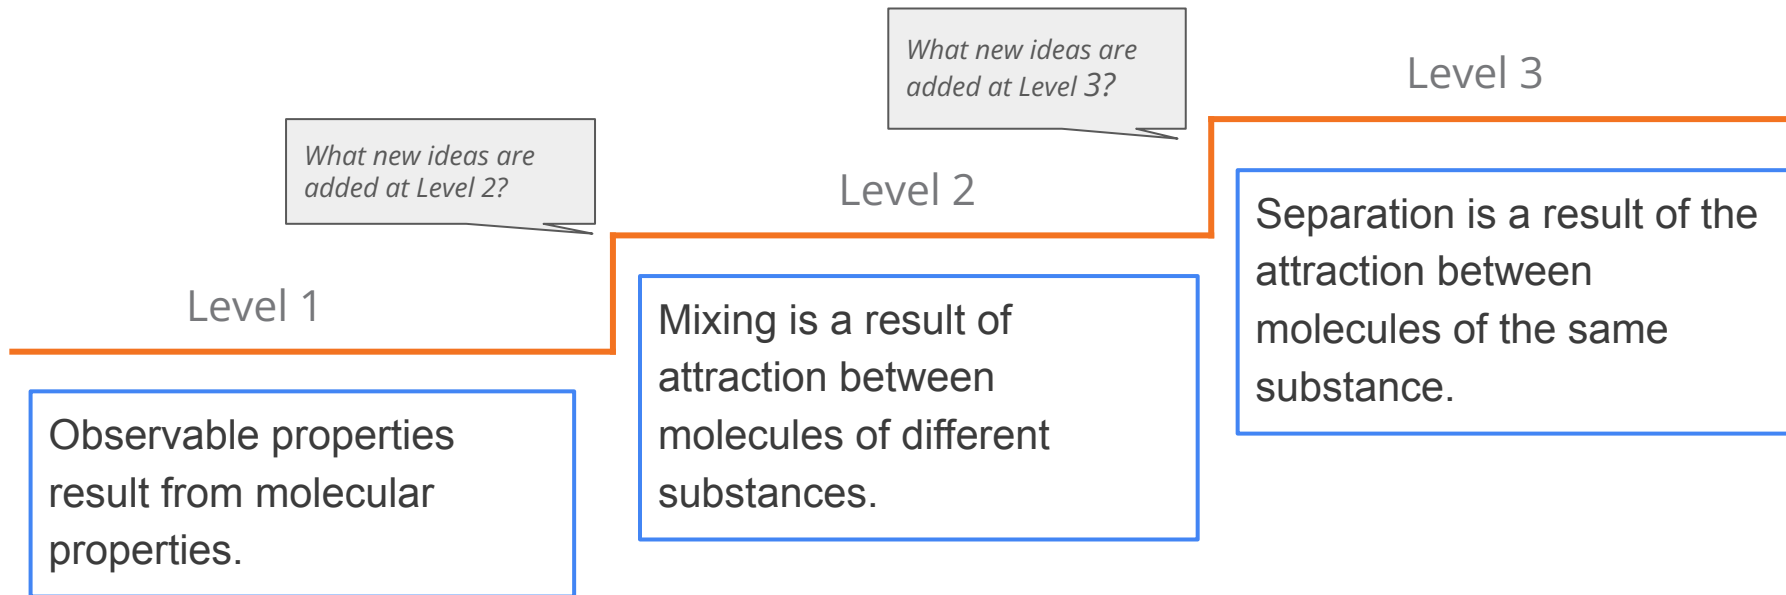 Level 1
Observable properties
result from molecular
properties.
What new ideas are
added at Level 2?
Level 2
Mixing is a result of
attraction between
molecules of different
substances.
What new ideas are
added at Level 3?
Level 3
Separation is a result of the
attraction between
molecules of the same
substance.